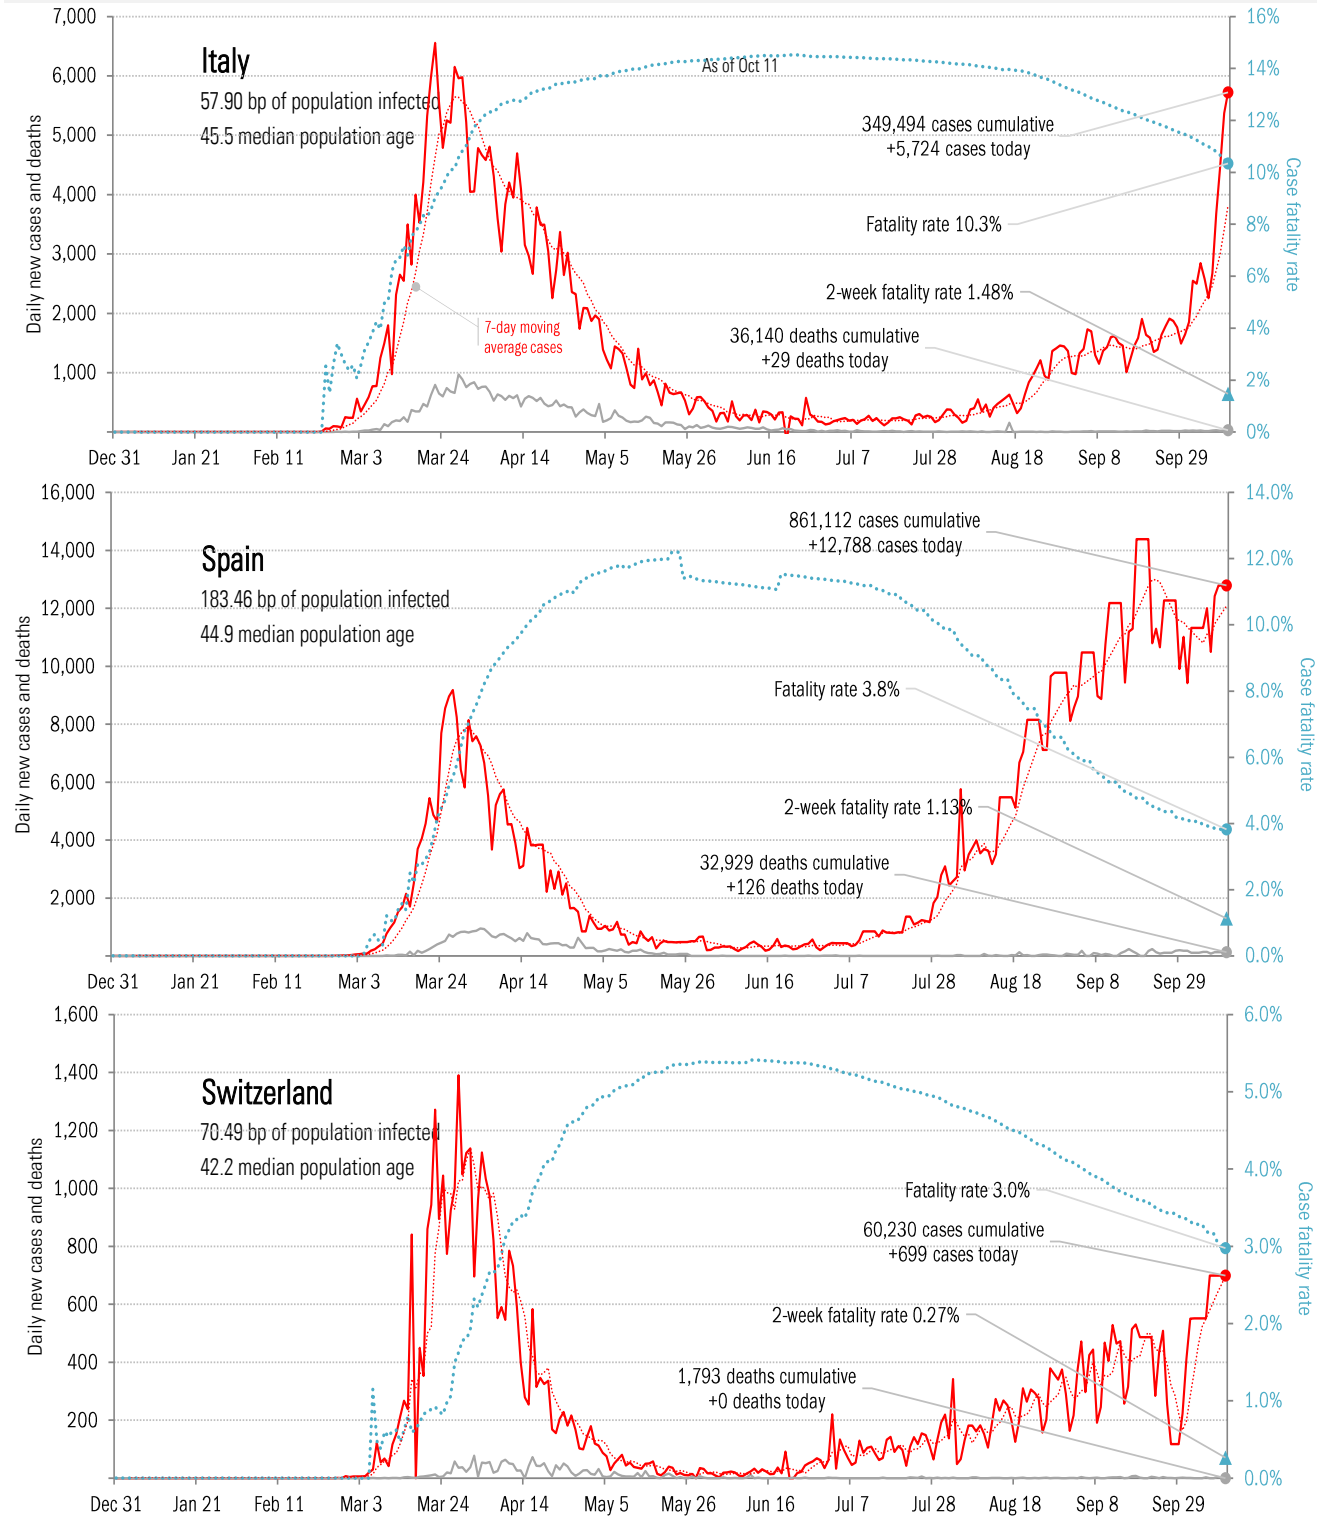 7,000
6,000
5,000
4,000
3,000
2,000
1,000
Daily new cases and deaths
Italy
57.90 bp of population infected
45.5 median population age
As of Oct 11
349,494 cases cumulative
+5,724 cases today
Fatality rate 10.3%
2-week fatality rate 1.48%
36,140 deaths cumulative
+29 deaths today
7-day moving
average cases
16%
14%
12%
10%
8%
6%
4%
2%
0%
Case fatality rate
Dec 31 Jan 21 Feb 11 Mar 3 Mar 24 Apr 14 May 5 May 26 Jun 16 Jul 7 Jul 28 Aug 18 Sep 8 Sep 29
16,000
14,000
12,000
10,000
8,000
6,000
4,000
2,000
Daily new cases and deaths
Spain
183.46 bp of population infected
44.9 median population age
861,112 cases cumulative
+12,788 cases today
Fatality rate 3.8%
2-week fatality rate 1.13%
32,929 deaths cumulative
+126 deaths today
14.0%
12.0%
10.0%
8.0%
6.0%
4.0%
2.0%
0.0%
Case fatality rate
Dec 31 Jan 21 Feb 11 Mar 3 Mar 24 Apr 14 May 5 May 26 Jun 16 Jul 7 Jul 28 Aug 18 Sep 8 Sep 29
1,600
1,400
1,200
1,000
800
600
400
200
Daily new cases and deaths
Switzerland
70.49 bp of population infected
42.2 median population age
Fatality rate 3.0%
60,230 cases cumulative
+699 cases today
2-week fatality rate 0.27%
1,793 deaths cumulative
+0 deaths today
6.0%
5.0%
4.0%
3.0%
2.0%
1.0%
0.0%
Case fatality rate
Dec 31 Jan 21 Feb 11 Mar 3 Mar 24 Apr 14 May 5 May 26 Jun 16 Jul 7 Jul 28 Aug 18 Sep 8 Sep 29